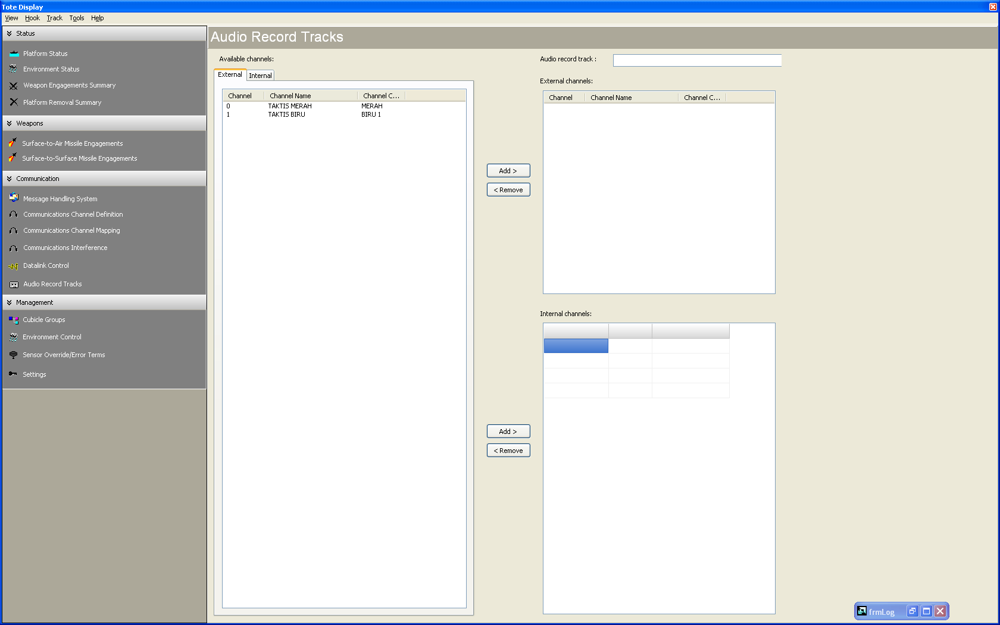 Tote Display
View Hook Track Tools Help
Status
Platform Status
Environment Status
Weapon Engagements Summary
Platform Removal Summary
Weapons
Surface-to-Air Missile Engagements
Surface-to-Surface Missile Engagements
Communication
Message Handling System
Communications Channel Definition
Communications Channel Mapping
Communications Interference
Datalink Control
Audio Record Tracks
Management
Cubicle Groups
Environment Control
Sensor Override/Error Terms
Settings
Audio Record Tracks
Available channels:
External Internal
Channel Channel Name Channel C...
0 TAKTIS MERAH MERAH
1 TAKTIS BIRU BIRU 1
Add >
< Remove
Add >
< Remove
Audio record track :
External channels:
Channel Channel Name Channel C...
Internal channels:
frmLog